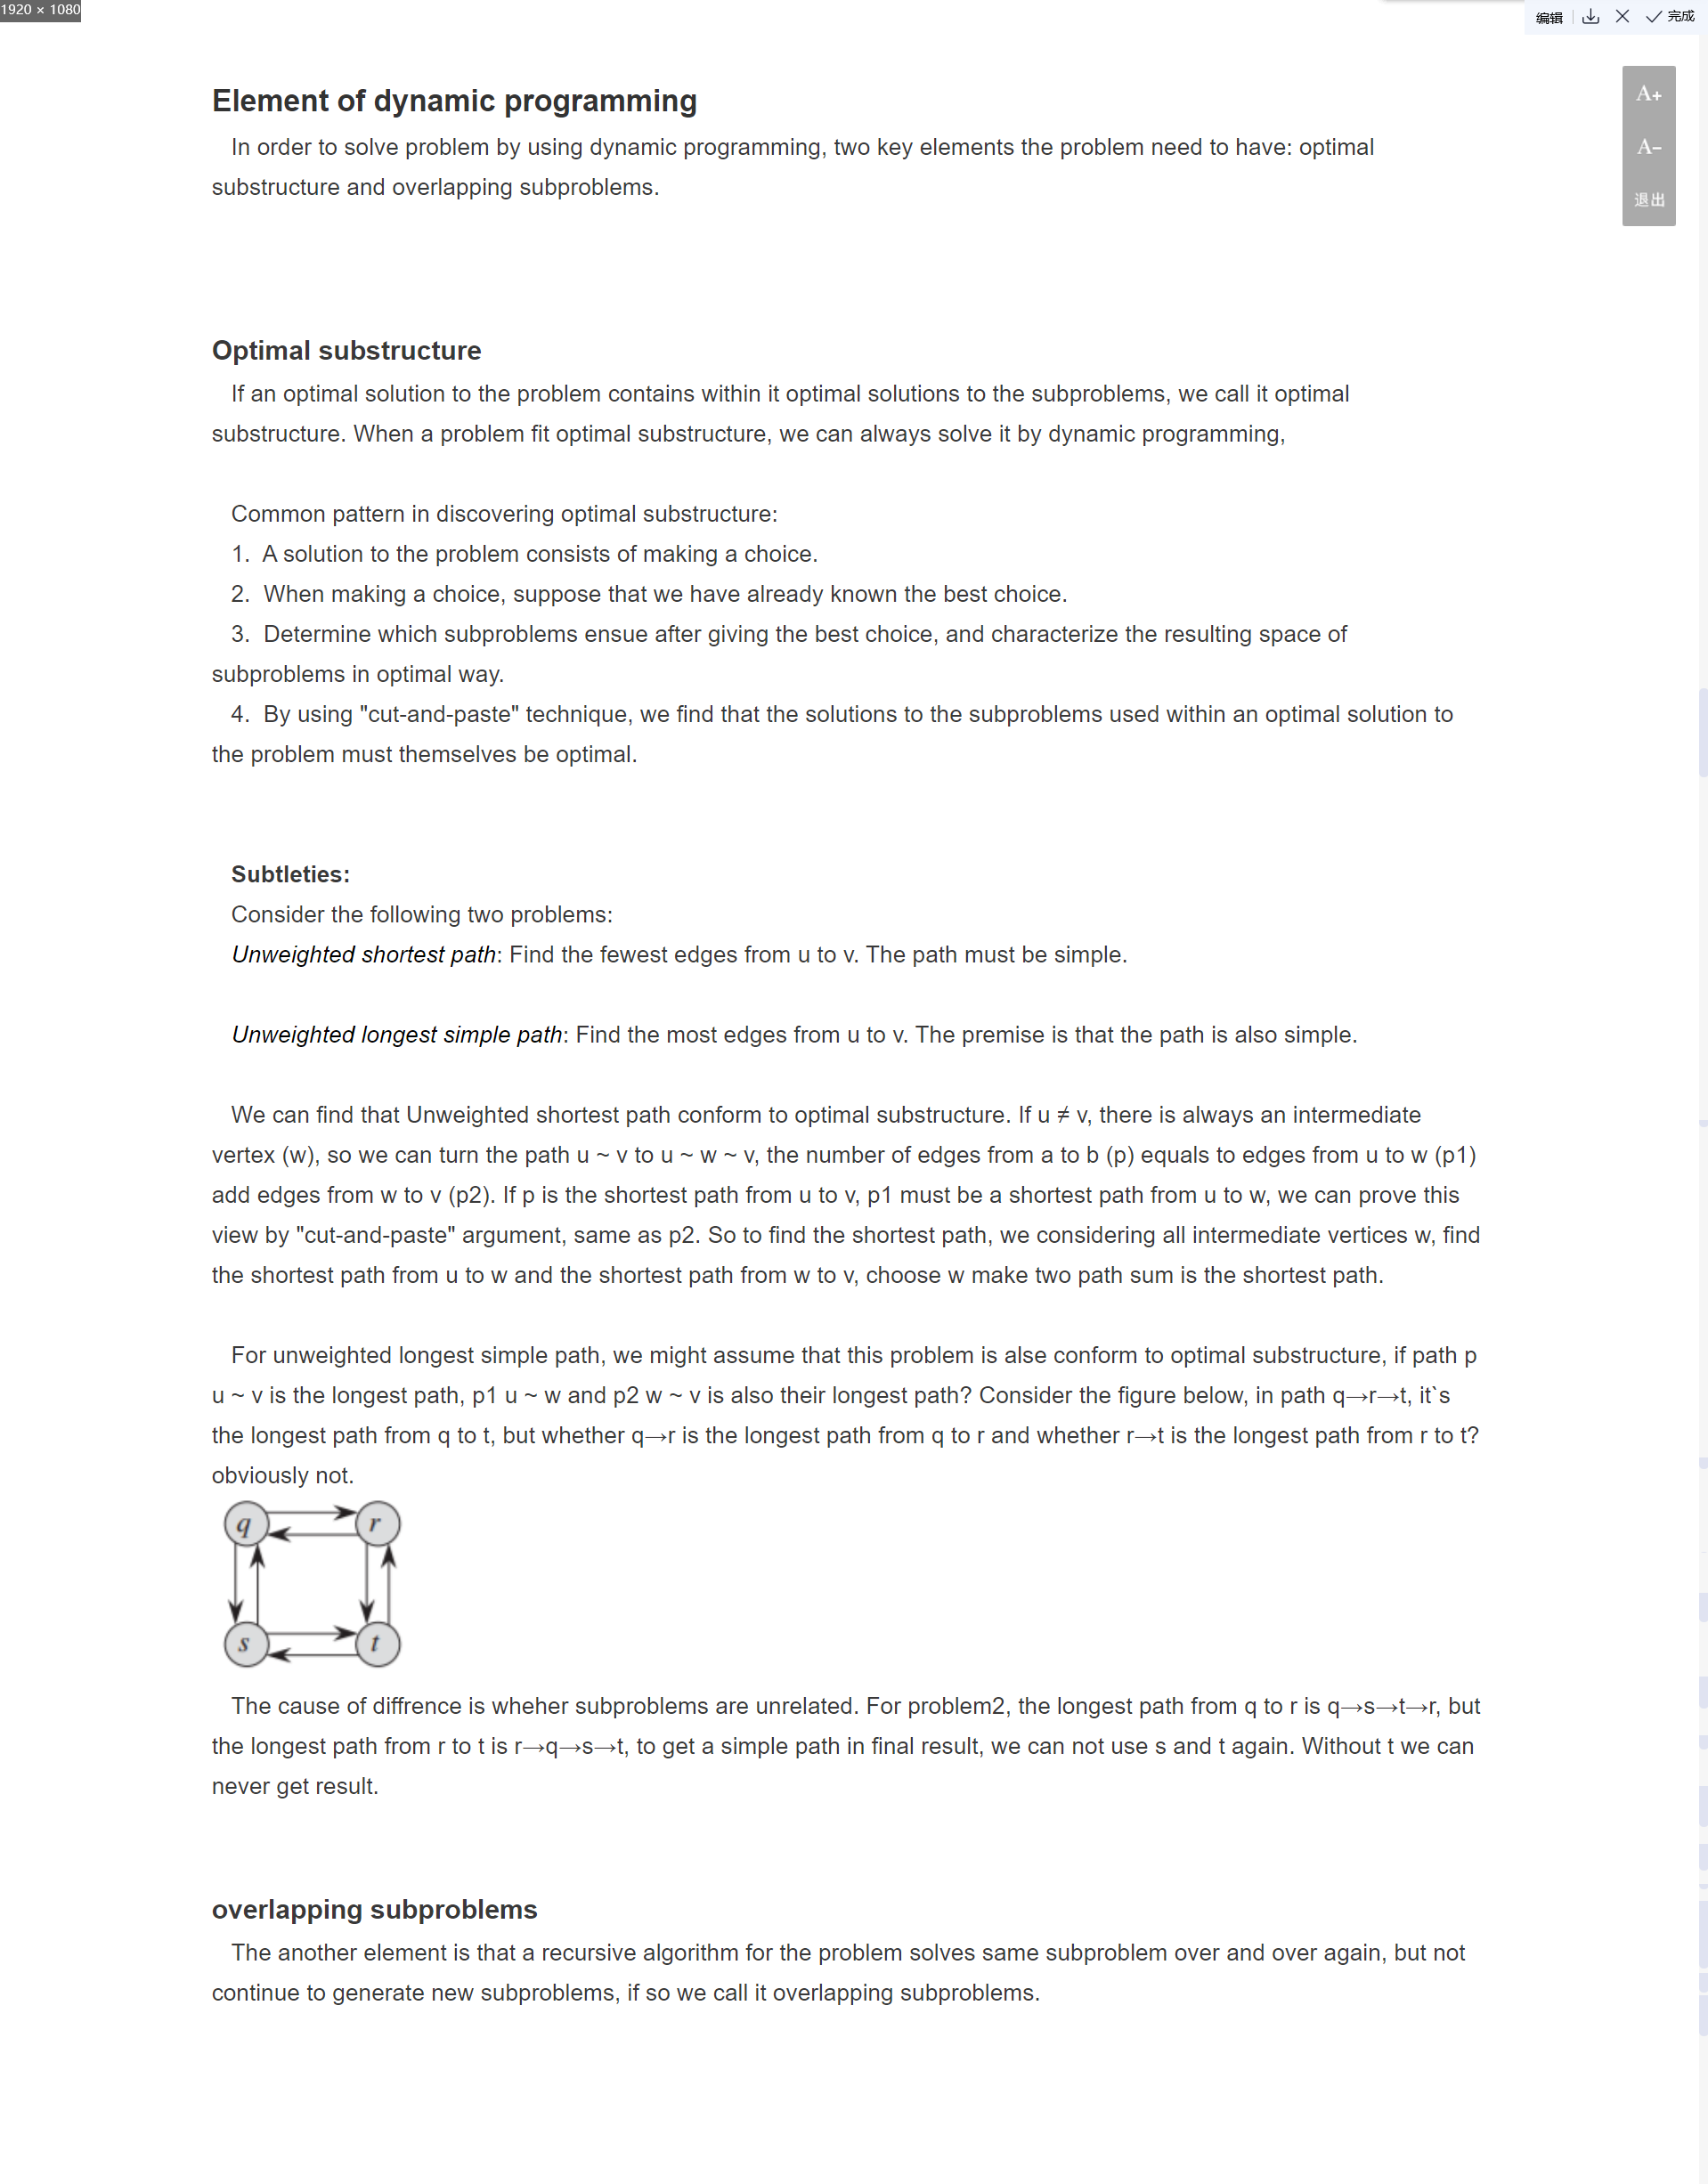 1920 × 1080
编辑
完成
A+
A-
退出
Element of dynamic programming
In order to solve problem by using dynamic programming, two key elements the problem need to have: optimal
substructure and overlapping subproblems.
Optimal substructure
If an optimal solution to the problem contains within it optimal solutions to the subproblems, we call it optimal
substructure. When a problem fit optimal substructure, we can always solve it by dynamic programming,
Common pattern in discovering optimal substructure:
1. A solution to the problem consists of making a choice.
2. When making a choice, suppose that we have already known the best choice.
3. Determine which subproblems ensue after giving the best choice, and characterize the resulting space of
subproblems in optimal way.
4. By using "cut-and-paste" technique, we find that the solutions to the subproblems used within an optimal solution to
the problem must themselves be optimal.
Subtleties:
Consider the following two problems:
Unweighted shortest path: Find the fewest edges from u to v. The path must be simple.
Unweighted longest simple path: Find the most edges from u to v. The premise is that the path is also simple.
We can find that Unweighted shortest path conform to optimal substructure. If u ≠ v, there is always an intermediate
vertex (w), so we can turn the path u ~ v to u ~ w ~ v, the number of edges from a to b (p) equals to edges from u to w (p1)
add edges from w to v (p2). If p is the shortest path from u to v, p1 must be a shortest path from u to w, we can prove this
view by "cut-and-paste" argument, same as p2. So to find the shortest path, we considering all intermediate vertices w, find
the shortest path from u to w and the shortest path from w to v, choose w make two path sum is the shortest path.
For unweighted longest simple path, we might assume that this problem is alse conform to optimal substructure, if path p
u ~ v is the longest path, p1 u ~ w and p2 w ~ v is also their longest path? Consider the figure below, in path q→r→t, it`s
the longest path from q to t, but whether q→r is the longest path from q to r and whether r→t is the longest path from r to t?
obviously not.
q
r
s
t
The cause of diffrence is wheher subproblems are unrelated. For problem2, the longest path from q to r is q→s→t→r, but
the longest path from r to t is r→q→s→t, to get a simple path in final result, we can not use s and t again. Without t we can
never get result.
overlapping subproblems
The another element is that a recursive algorithm for the problem solves same subproblem over and over again, but not
continue to generate new subproblems, if so we call it overlapping subproblems.